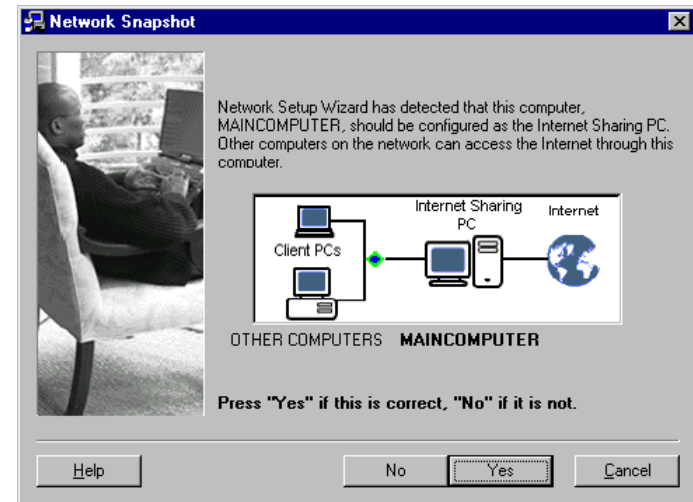 Network Snapshot
Network Setup Wizard has detected that this computer,
MAINCOMPUTER, should be configured as the Internet Sharing PC.
Other computers on the network can access the Internet through this
computer.
Internet Sharing
PC
Internet
Client PCs
OTHER COMPUTERS MAINCOMPUTER
Press "Yes" if this is correct, "No" if it is not.
Help No Yes Cancel